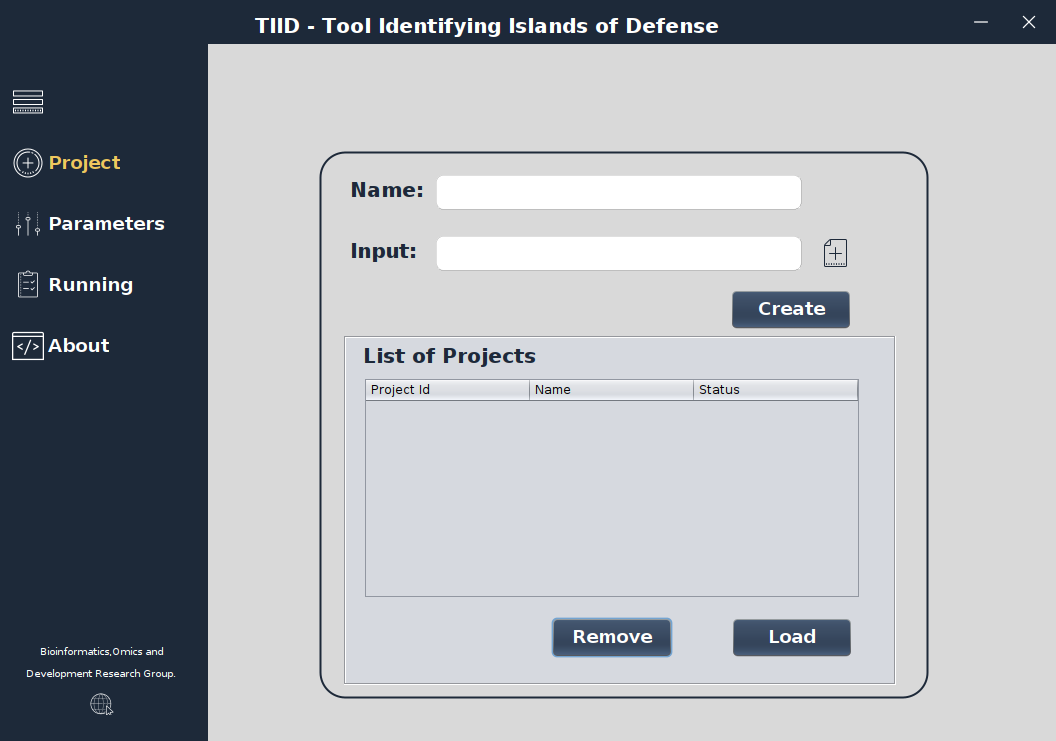 TIID - Tool Identifying Islands of Defense
Project
Parameters
Running
</> About
Name:
Input:
Create
List of Projects
Project Id Name Status
Remove Load
Bioinformatics,Omics and
Development Research Group.